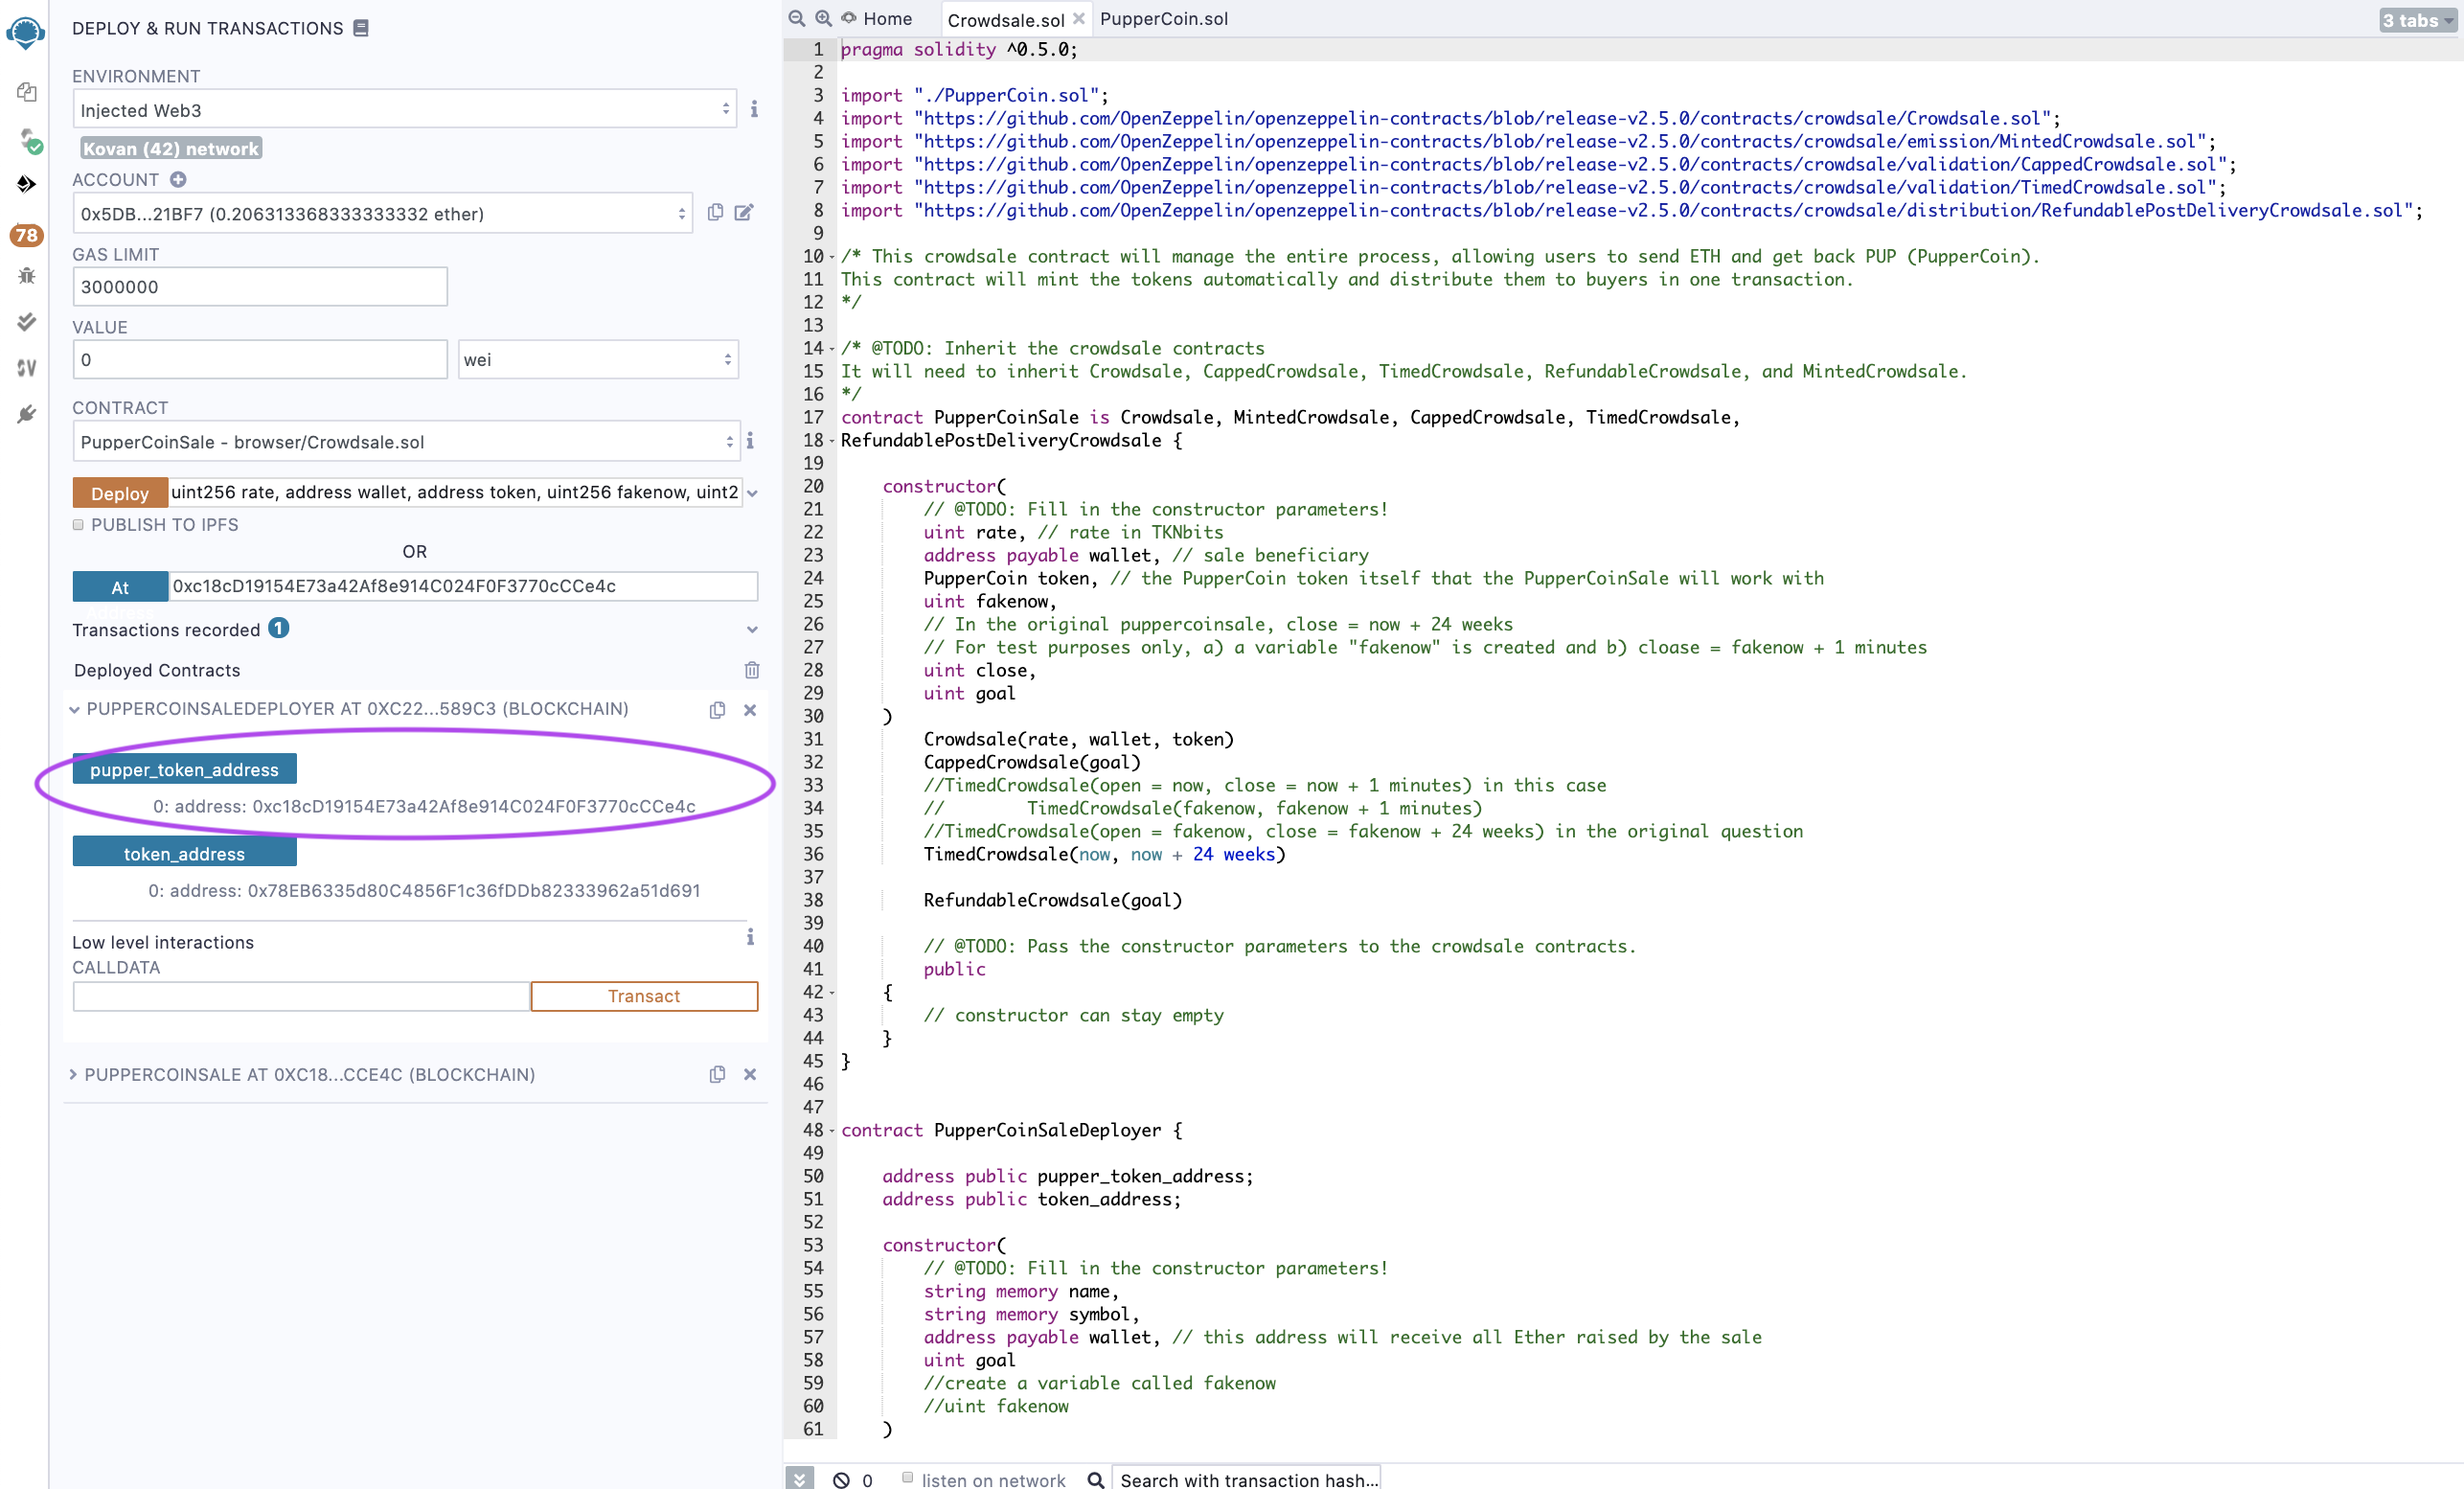 DEPLOY & RUN TRANSACTIONS
ENVIRONMENT
Injected Web3
Kovan (42) network
ACCOUNT
0x5DB...21BF7 (0.206313368333333332 ether)
78
GAS LIMIT
3000000
VALUE
0
wei
CONTRACT
PupperCoinSale - browser/Crowdsale.sol
Deploy
uint256 rate, address wallet, address token, uint256 fakenow, uint2
PUBLISH TO IPFS
OR
At
Address
0xc18cD19154E73a42Af8e914C024F0F3770cCCe4c
Transactions recorded 1
Deployed Contracts
PUPPERCOINSALEDEPLOYER AT 0XC22...589C3 (BLOCKCHAIN)
pupper_token_address
0: address: 0xc18cD19154E73a42Af8e914C024F0F3770cCCe4c
token_address
0: address: 0x78EB6335d80C4856F1c36fDDb82333962a51d691
Low level interactions
CALLDATA
Transact
PUPPERCOINSALE AT 0XC18...CCE4C (BLOCKCHAIN)
Home
Crowdsale.sol
PupperCoin.sol
3 tabs
1 pragma solidity ^0.5.0;
2
3 import "./PupperCoin.sol";
4 import "https://github.com/OpenZeppelin/openzeppelin-contracts/blob/release-v2.5.0/contracts/crowdsale/Crowdsale.sol";
5 import "https://github.com/OpenZeppelin/openzeppelin-contracts/blob/release-v2.5.0/contracts/crowdsale/emission/MintedCrowdsale.sol";
6 import "https://github.com/OpenZeppelin/openzeppelin-contracts/blob/release-v2.5.0/contracts/crowdsale/validation/CappedCrowdsale.sol";
7 import "https://github.com/OpenZeppelin/openzeppelin-contracts/blob/release-v2.5.0/contracts/crowdsale/validation/TimedCrowdsale.sol";
8 import "https://github.com/OpenZeppelin/openzeppelin-contracts/blob/release-v2.5.0/contracts/crowdsale/distribution/RefundablePostDeliveryCrowdsale.sol";
9
10 /* This crowdsale contract will manage the entire process, allowing users to send ETH and get back PUP (PupperCoin).
11 This contract will mint the tokens automatically and distribute them to buyers in one transaction.
12 */
13
14 /* @TODO: Inherit the crowdsale contracts
15 It will need to inherit Crowdsale, CappedCrowdsale, TimedCrowdsale, RefundableCrowdsale, and MintedCrowdsale.
16 */
17 contract PupperCoinSale is Crowdsale, MintedCrowdsale, CappedCrowdsale, TimedCrowdsale,
18 RefundablePostDeliveryCrowdsale {
19
20 constructor(
21 // @TODO: Fill in the constructor parameters!
22 uint rate, // rate in TKNbits
23 address payable wallet, // sale beneficiary
24 PupperCoin token, // the PupperCoin token itself that the PupperCoinSale will work with
25 uint fakenow,
26 // In the original puppercoinsale, close = now + 24 weeks
27 // For test purposes only, a) a variable "fakenow" is created and b) cloase = fakenow + 1 minutes
28 uint close,
29 uint goal
30 )
31 Crowdsale(rate, wallet, token)
32 CappedCrowdsale(goal)
33 //TimedCrowdsale(open = now, close = now + 1 minutes) in this case
34 // TimedCrowdsale(fakenow, fakenow + 1 minutes)
35 //TimedCrowdsale(open = fakenow, close = fakenow + 24 weeks) in the original question
36 TimedCrowdsale(now, now + 24 weeks)
37
38 RefundableCrowdsale(goal)
39
40 // @TODO: Pass the constructor parameters to the crowdsale contracts.
41 public
42 {
43 // constructor can stay empty
44 }
45 }
46
47
48 contract PupperCoinSaleDeployer {
49
50 address public pupper_token_address;
51 address public token_address;
52
53 constructor(
54 // @TODO: Fill in the constructor parameters!
55 string memory name,
56 string memory symbol,
57 address payable wallet, // this address will receive all Ether raised by the sale
58 uint goal
59 //create a variable called fakenow
60 //uint fakenow
61 )
0
listen on network
Search with transaction hash...